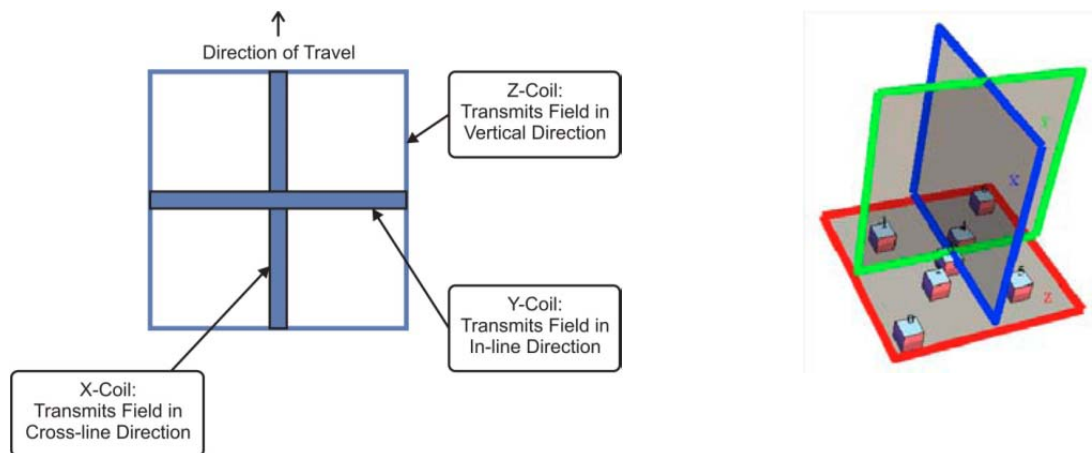 Direction of Travel
Z-Coil:
Transmits Field in
Vertical Direction
Y-Coil:
Transmits Field in
In-line Direction
X-Coil:
Transmits Field in
Cross-line Direction
Y
X
Z